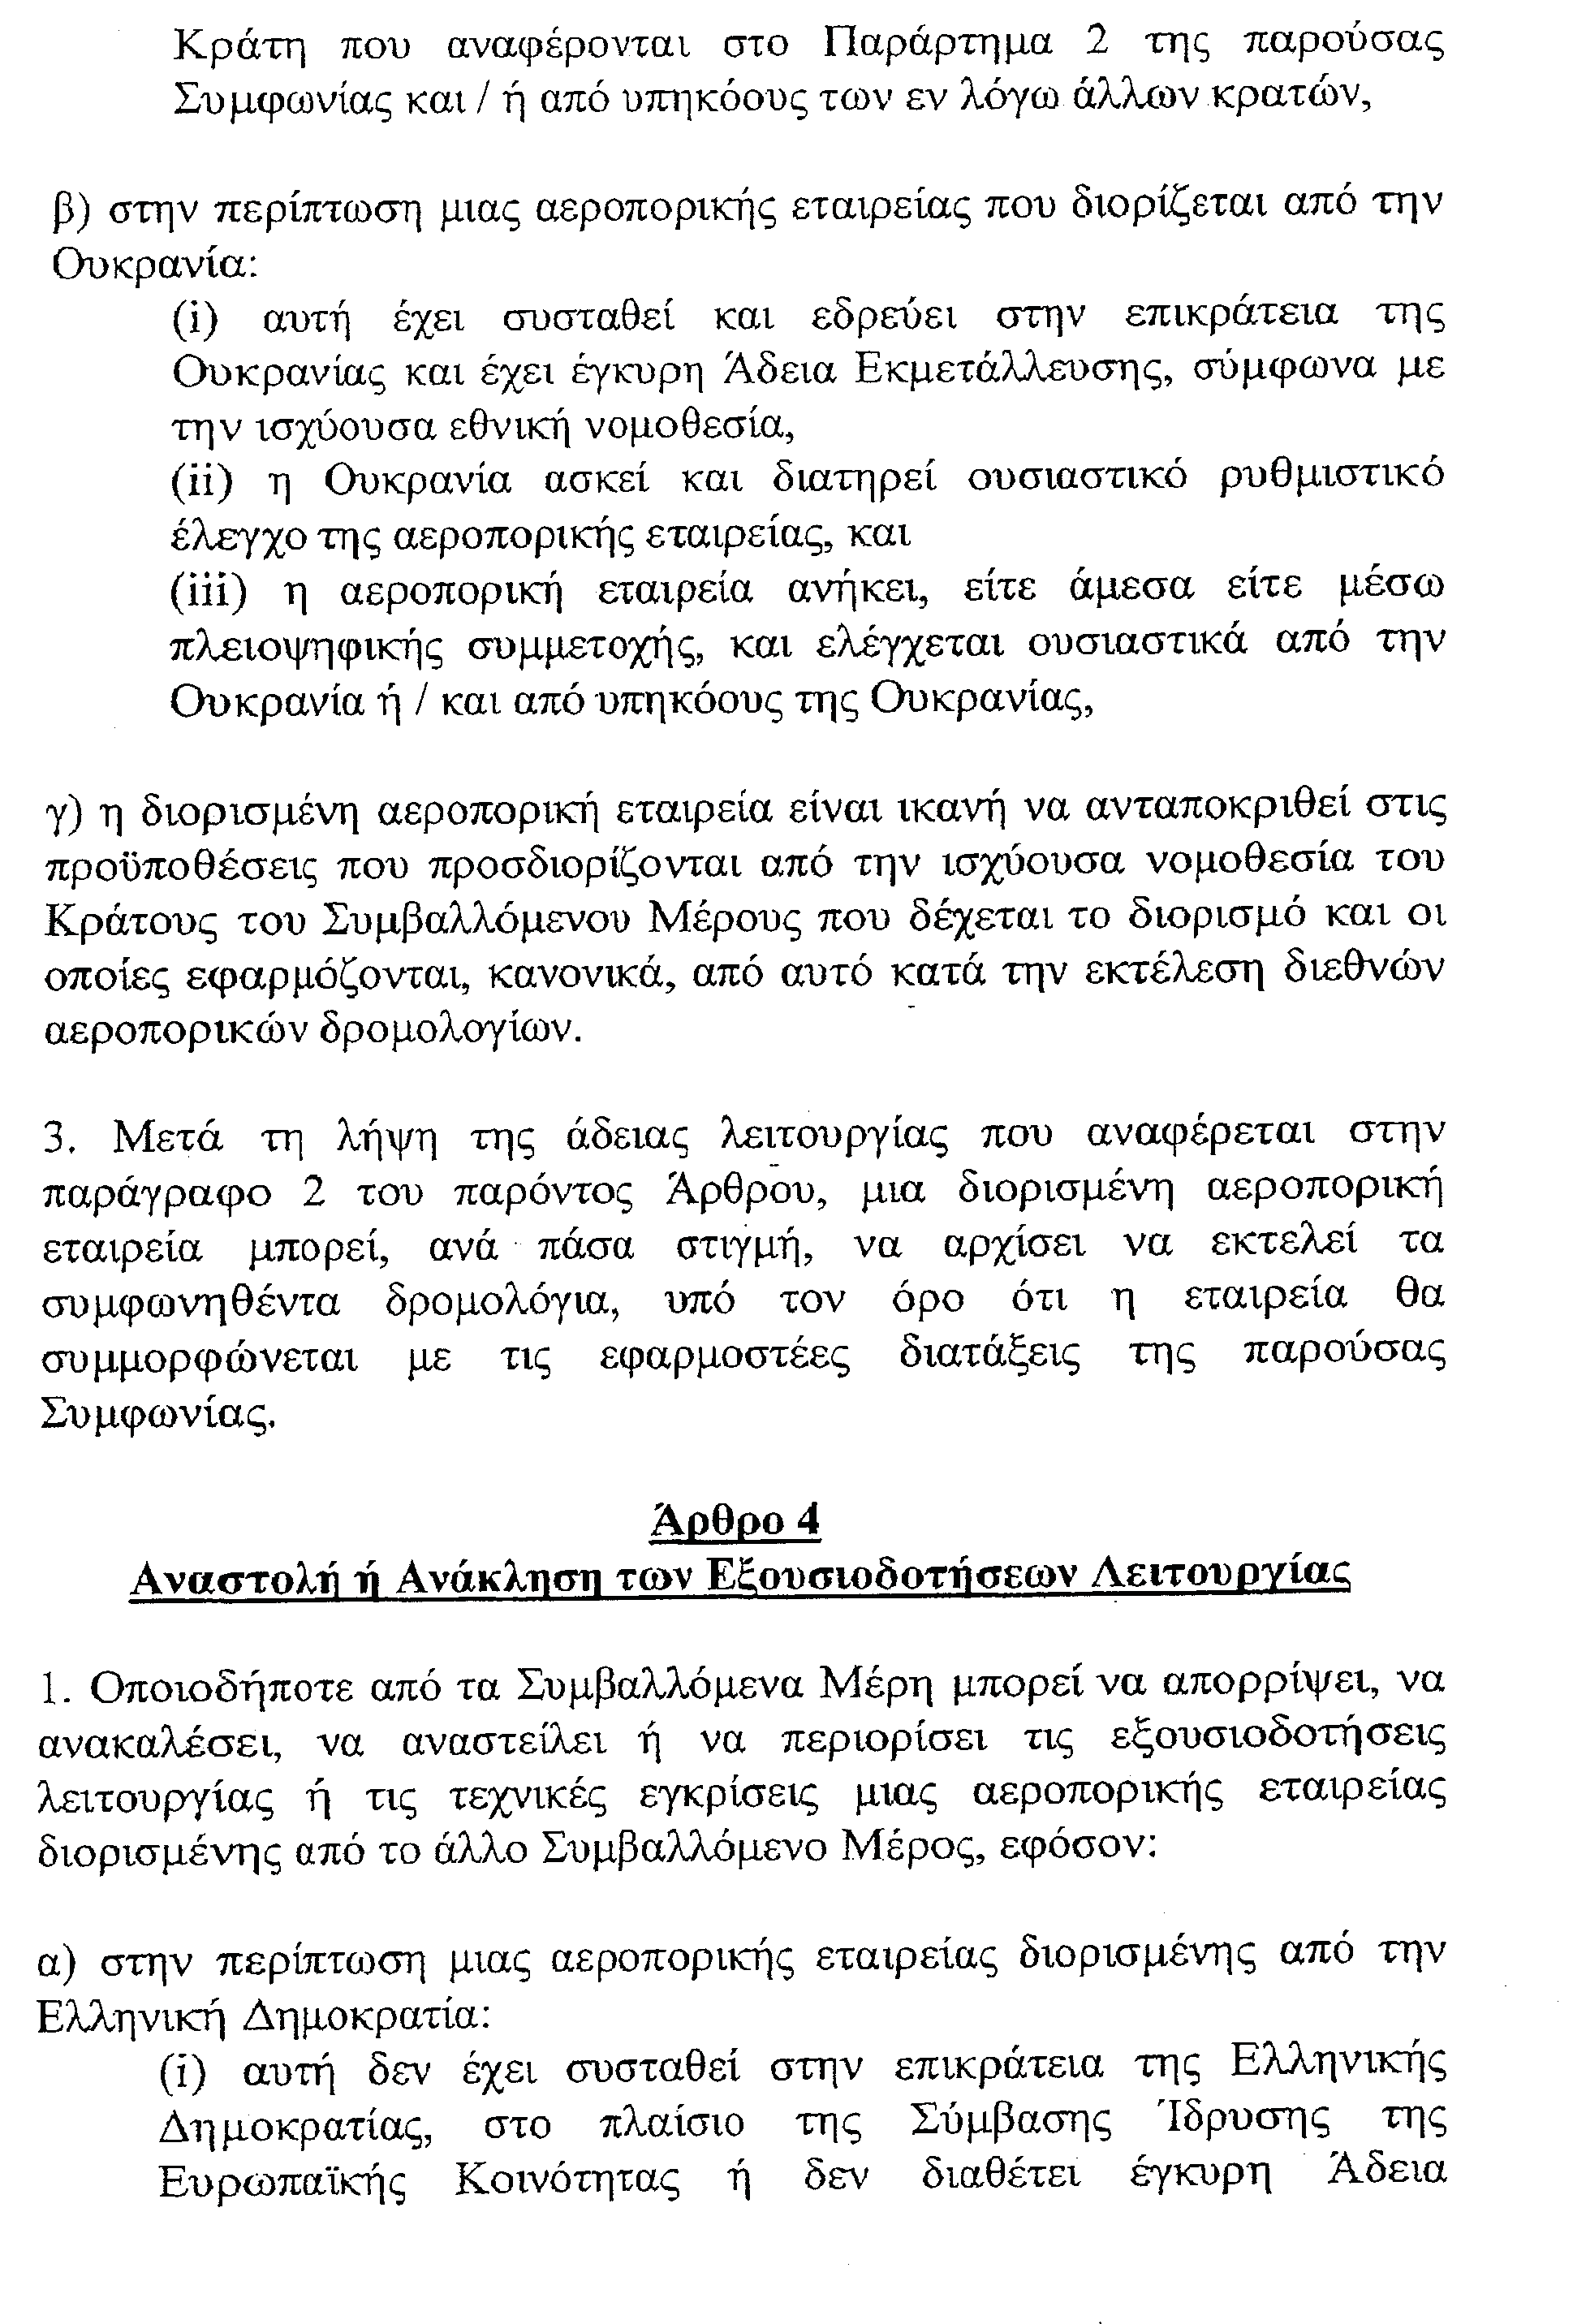 Κράτη που αναφέρονται στο Παράρτημα 2 της παρούσας
Συμφωνίας και / ή από υπηκόους των εν λόγω άλλων κρατών,
β) στην περίπτωση μιας αεροπορικής εταιρείας που διορίζεται από την
Ουκρανία:
(i) αυτή έχει συσταθεί και εδρεύει στην επικράτεια της
Ουκρανίας και έχει έγκυρη Άδεια Εκμετάλλευσης, σύμφωνα με
την ισχύουσα εθνική νομοθεσία,
(ii) η Ουκρανία ασκεί και διατηρεί ουσιαστικό ρυθμιστικό
έλεγχο της αεροπορικής εταιρείας, και
(iii) η αεροπορική εταιρεία ανήκει, είτε άμεσα είτε μέσω
πλειοψηφικής συμμετοχής, και ελέγχεται ουσιαστικά από την
Ουκρανία ή / και από υπηκόους της Ουκρανίας,
γ) η διορισμένη αεροπορική εταιρεία είναι ικανή να ανταποκριθεί στις
προϋποθέσεις που προσδιορίζονται από την ισχύουσα νομοθεσία του
Κράτους του Συμβαλλόμενου Μέρους που δέχεται το διορισμό και οι
οποίες εφαρμόζονται, κανονικά, από αυτό κατά την εκτέλεση διεθνών
αεροπορικών δρομολογίων.
3. Μετά τη λήψη της άδειας λειτουργίας που αναφέρεται στην
παράγραφο 2 του παρόντος Άρθρου, μια διορισμένη αεροπορική
εταιρεία μπορεί, ανά πάσα στιγμή, να αρχίσει να εκτελεί τα
συμφωνηθέντα δρομολόγια, υπό τον όρο ότι η εταιρεία θα
συμμορφώνεται με τις εφαρμοστέες διατάξεις της παρούσας
Συμφωνίας.
Άρθρο 4
Αναστολή ή Ανάκληση των Εξουσιοδοτήσεων Λειτουργίας
1. Οποιοδήποτε από τα Συμβαλλόμενα Μέρη μπορεί να απορρίψει, να
ανακαλέσει, να αναστείλει ή να περιορίσει τις εξουσιοδοτήσεις
λειτουργίας ή τις τεχνικές εγκρίσεις μιας αεροπορικής εταιρείας
διορισμένης από το άλλο Συμβαλλόμενο Μέρος, εφόσον:
α) στην περίπτωση μιας αεροπορικής εταιρείας διορισμένης από την
Ελληνική Δημοκρατία:
(i) αυτή δεν έχει συσταθεί στην επικράτεια της Ελληνικής
Δημοκρατίας, στο πλαίσιο της Σύμβασης Ίδρυσης της
Ευρωπαϊκής Κοινότητας ή δεν διαθέτει έγκυρη Άδεια